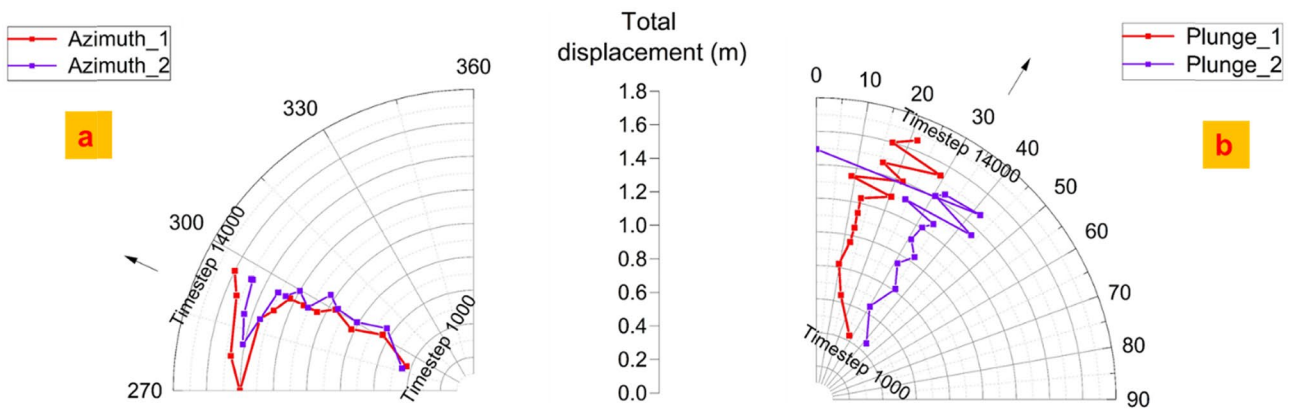 Azimuth_1
Azimuth_2
a
360
330
300
270
Timestep 14000
Timestep 1000
Total
displacement (m)
1.8
1.6
1.4
1.2
1.0
0.8
0.6
0.4
0.2
0.0
Plunge_1
Plunge_2
b
0
10
20
30
40
50
60
70
80
90
Timestep 14000
Timestep 1000